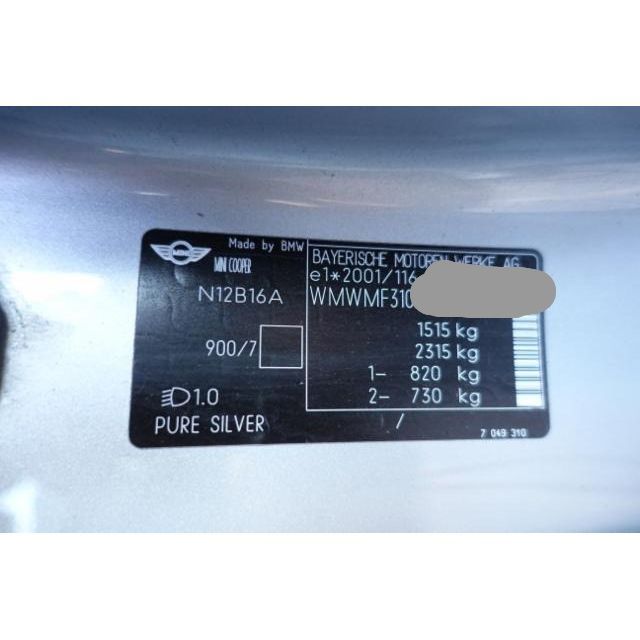 MINI
Made by BMW
MINI COOPER
N12B16A
900/7
1.0
PURE SILVER
BAYERISCHE MOTOREN WERKE AG
e1*2001/116
WMWMF310
1515 kg
2315 kg
1- 820 kg
2- 730 kg
/
7 049 310